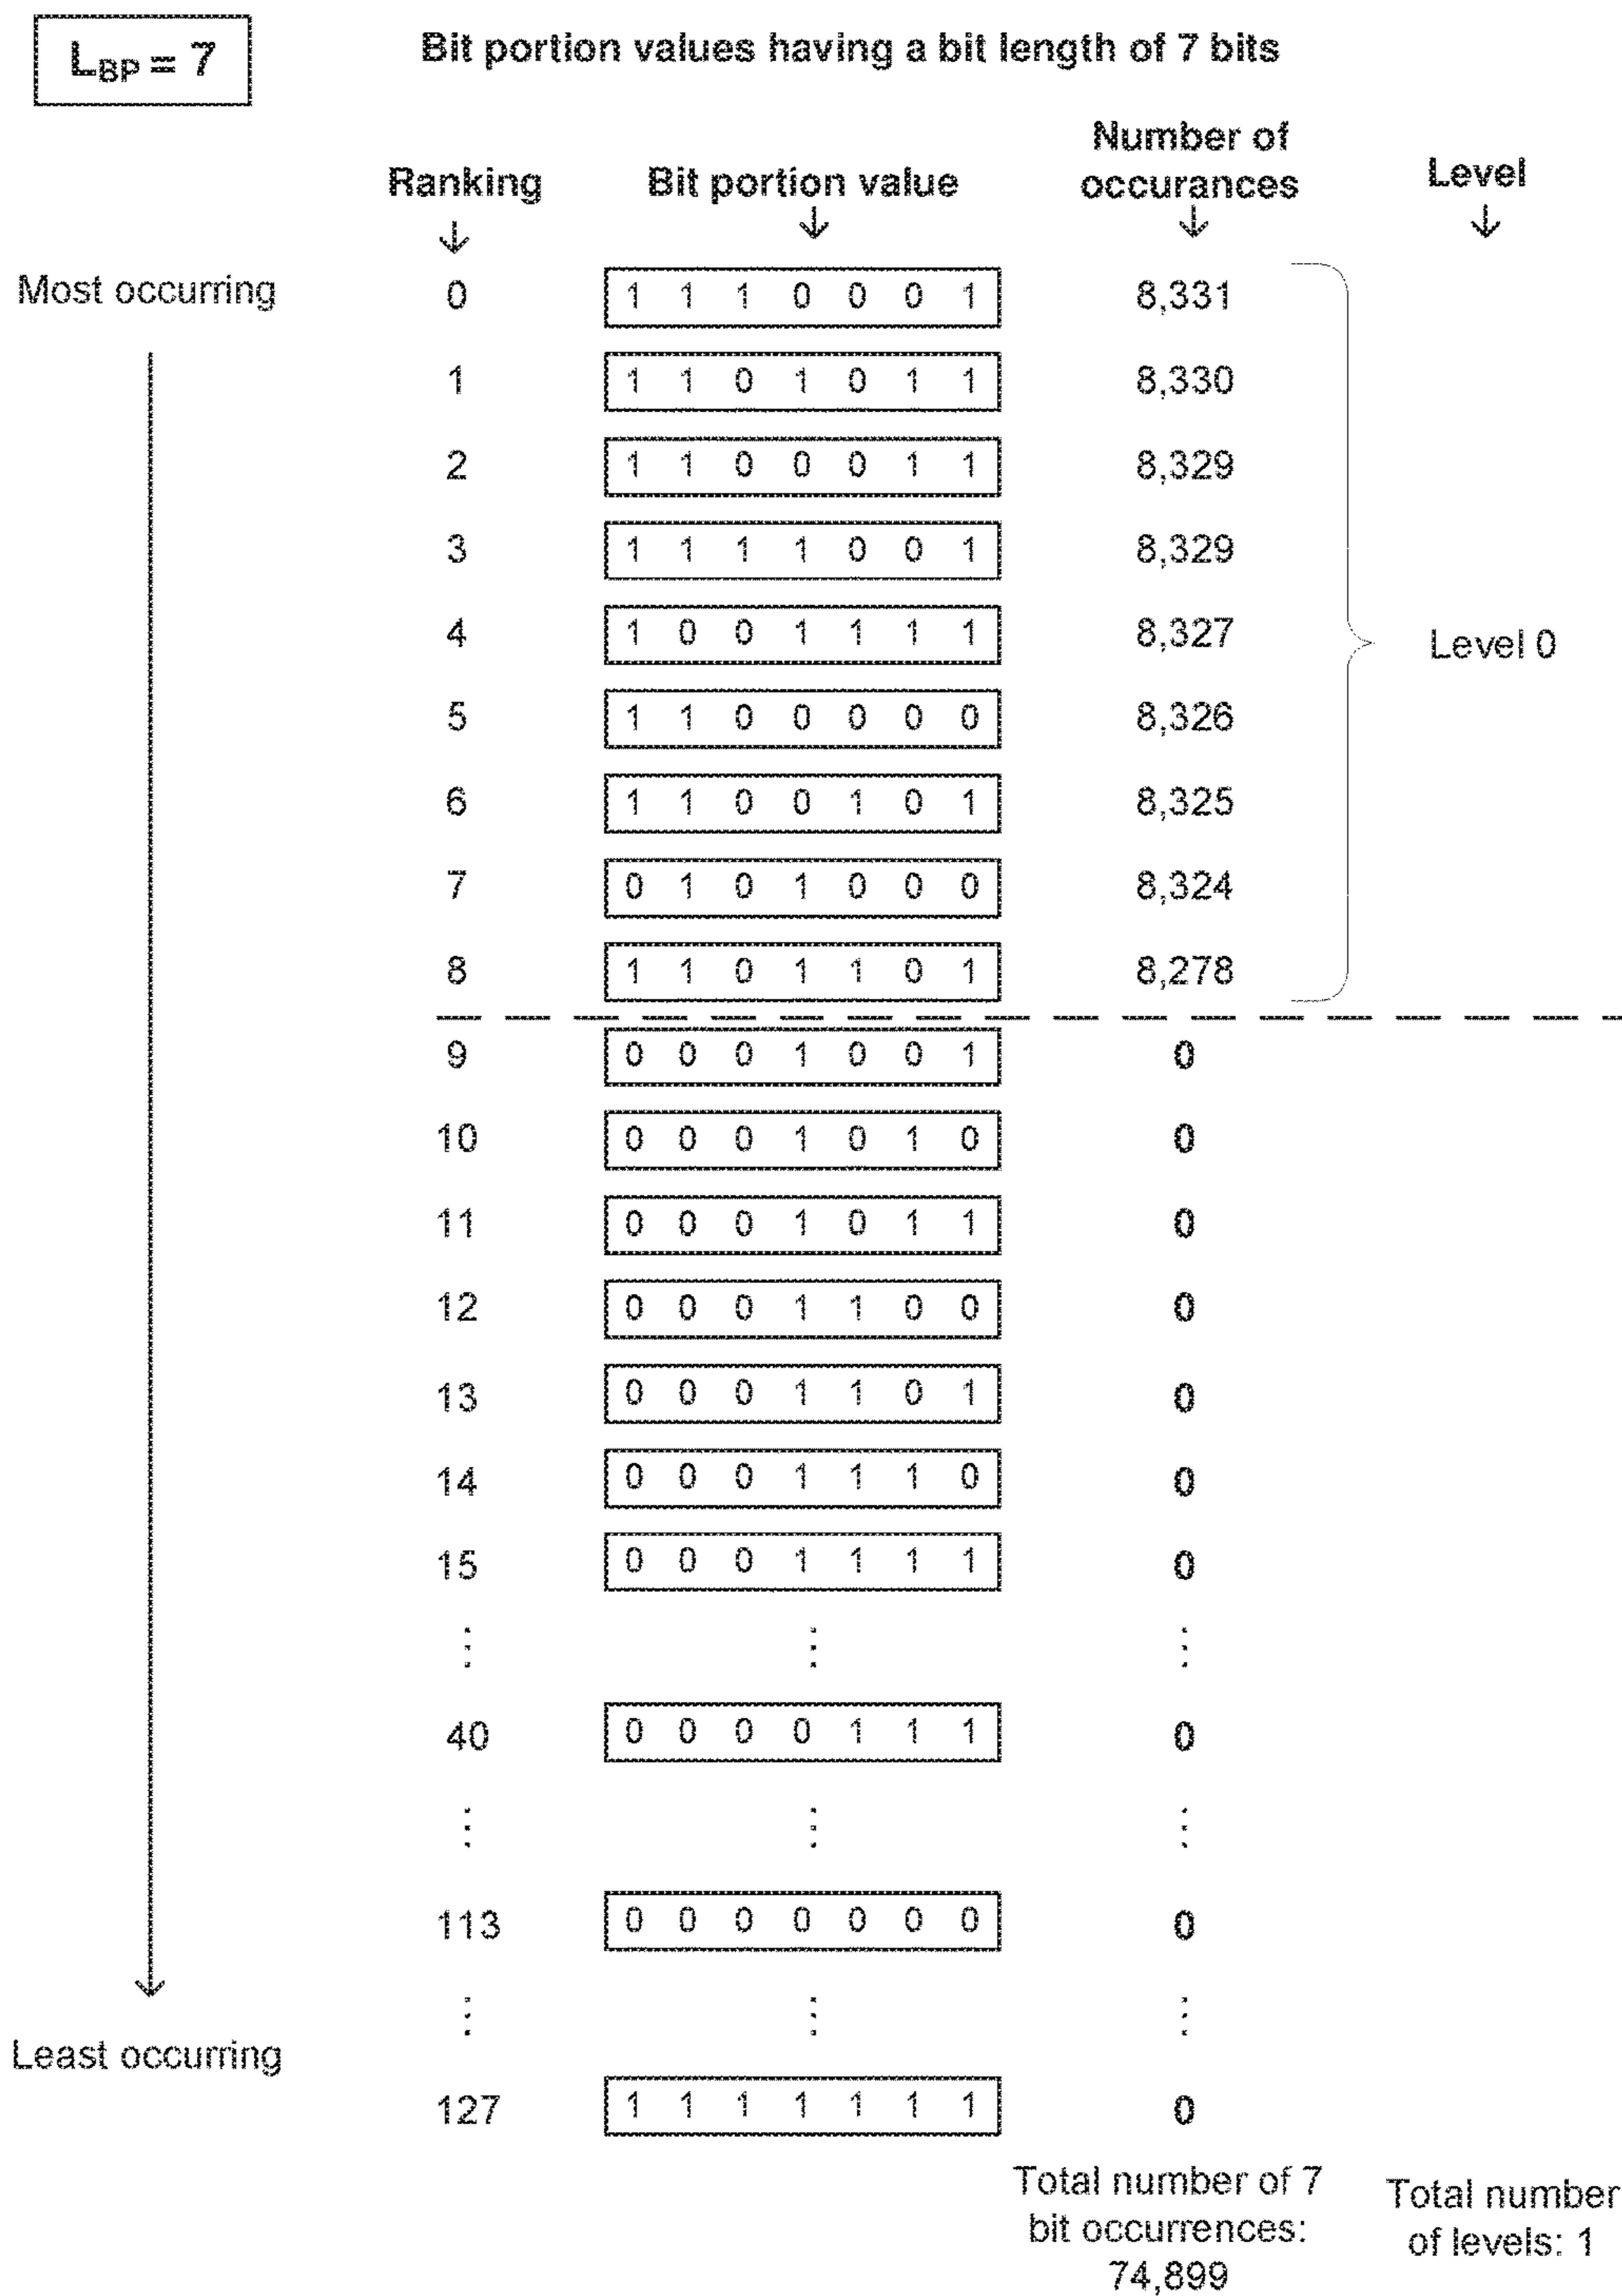 L_BP = 7
Bit portion values having a bit length of 7 bits
Ranking Bit portion value Number of occurances Level
Most occurring
0 1 1 1 0 0 0 1 8,331
1 1 1 0 1 0 1 1 8,330
2 1 1 0 0 0 1 1 8,329
3 1 1 1 1 0 0 1 8,329
4 1 0 0 1 1 1 1 8,327 Level 0
5 1 1 0 0 0 0 0 8,326
6 1 1 0 0 1 0 1 8,325
7 0 1 0 1 0 0 0 8,324
8 1 1 0 1 1 0 1 8,278
9 0 0 0 1 0 0 1 0
10 0 0 0 1 0 1 0 0
11 0 0 0 1 0 1 1 0
12 0 0 0 1 1 0 0 0
13 0 0 0 1 1 0 1 0
14 0 0 0 1 1 1 0 0
15 0 0 0 1 1 1 1 0
⋮ ⋮ ⋮
40 0 0 0 0 1 1 1 0
⋮ ⋮ ⋮
113 0 0 0 0 0 0 0 0
⋮ ⋮ ⋮
Least occurring
127 1 1 1 1 1 1 1 0
Total number of 7
bit occurrences:
74,899
Total number
of levels: 1